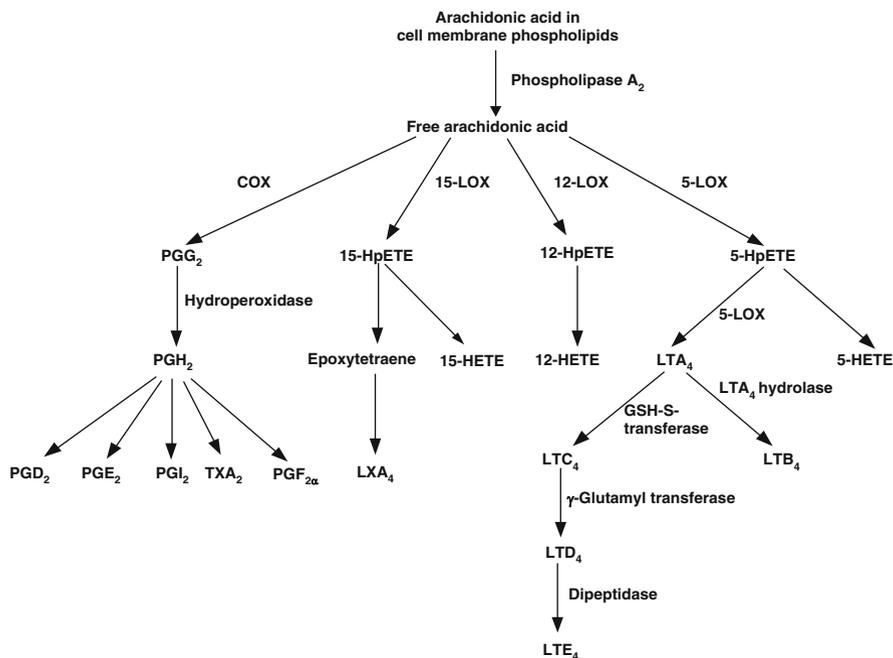 Arachidonic acid in
cell membrane phospholipids
Phospholipase A₂
Free arachidonic acid
COX
15-LOX
12-LOX
5-LOX
PGG₂
15-HpETE
12-HpETE
5-HpETE
Hydroperoxidase
5-LOX
PGH₂
Epoxytetraene
15-HETE
12-HETE
LTA₄
5-HETE
LTA₄ hydrolase
GSH-S-
transferase
PGD₂
PGE₂
PGI₂
TXA₂
PGF₂α
LXA₄
LTC₄
LTB₄
γ-Glutamyl transferase
LTD₄
Dipeptidase
LTE₄